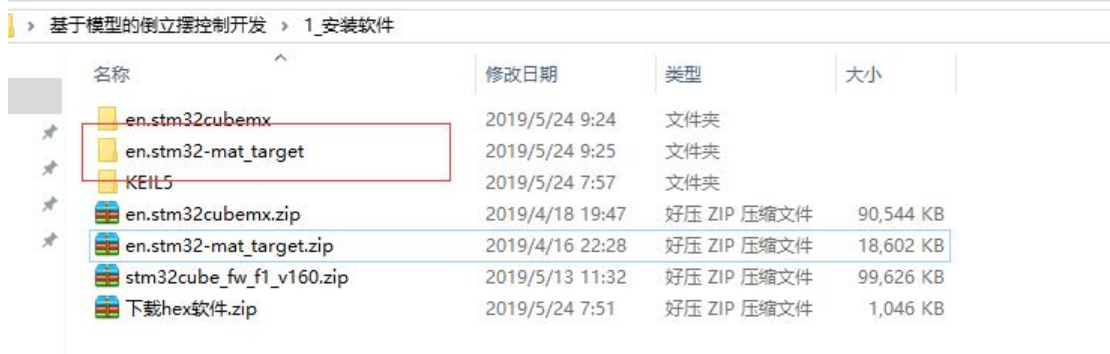 基于模型的倒立摆控制开发 > 1_安装软件
名称 修改日期 类型 大小
en.stm32cubemx 2019/5/24 9:24 文件夹
en.stm32-mat_target 2019/5/24 9:25 文件夹
KEIL5 2019/5/24 7:57 文件夹
en.stm32cubemx.zip 2019/4/18 19:47 好压 ZIP 压缩文件 90,544 KB
en.stm32-mat_target.zip 2019/4/16 22:28 好压 ZIP 压缩文件 18,602 KB
stm32cube_fw_f1_v160.zip 2019/5/13 11:32 好压 ZIP 压缩文件 99,626 KB
下载hex软件.zip 2019/5/24 7:51 好压 ZIP 压缩文件 1,046 KB